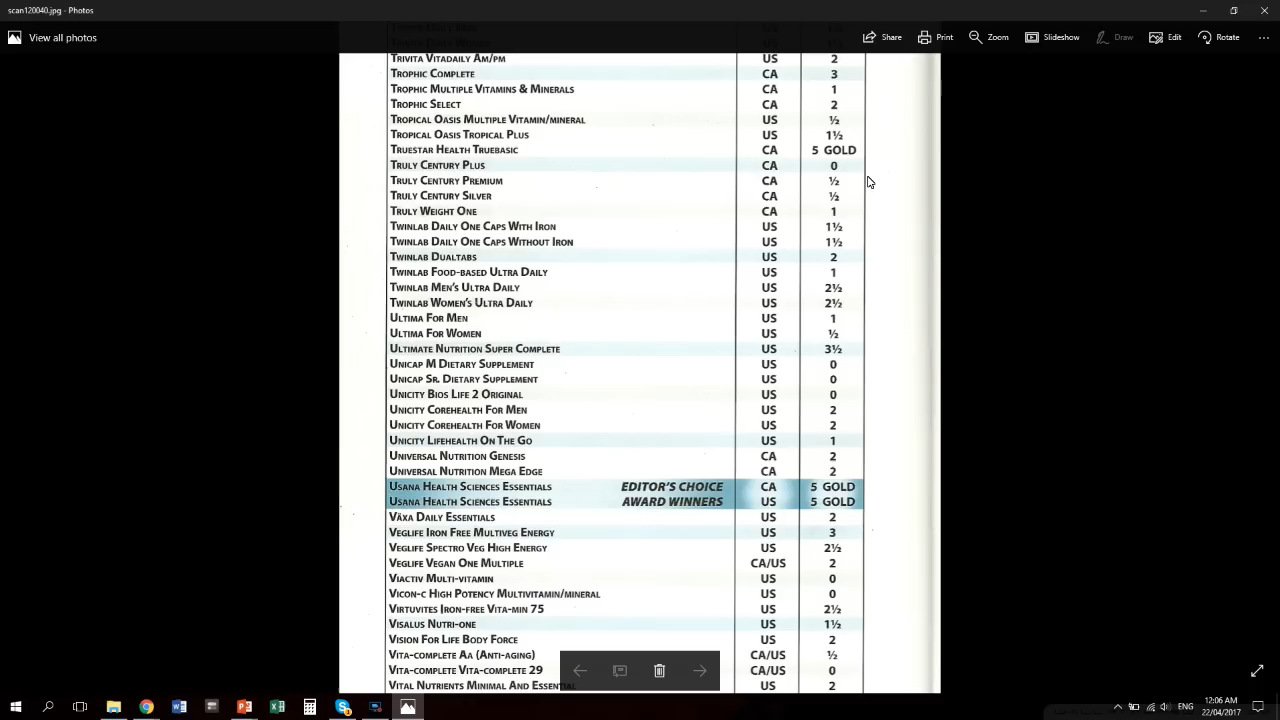 scan120040.jpg - Photos
View all photos
Share Print Zoom Slideshow Draw Edit Rotate
TRIVITA VITADAILY AM/PM US 2
TROPHIC COMPLETE CA 3
TROPHIC MULTIPLE VITAMINS & MINERALS CA 1
TROPHIC SELECT CA 2
TROPICAL OASIS MULTIPLE VITAMIN/MINERAL US ½
TROPICAL OASIS TROPICAL PLUS US 1½
TRUESTAR HEALTH TRUEBASIC CA 5 GOLD
TRULY CENTURY PLUS CA 0
TRULY CENTURY PREMIUM CA ½
TRULY CENTURY SILVER CA ½
TRULY WEIGHT ONE CA 1
TWINLAB DAILY ONE CAPS WITH IRON US 1½
TWINLAB DAILY ONE CAPS WITHOUT IRON US 1½
TWINLAB DUALTABS US 2
TWINLAB FOOD-BASED ULTRA DAILY US 1
TWINLAB MEN'S ULTRA DAILY US 2½
TWINLAB WOMEN'S ULTRA DAILY US 2½
ULTIMA FOR MEN US 1
ULTIMA FOR WOMEN US ½
ULTIMATE NUTRITION SUPER COMPLETE US 3½
UNICAP M DIETARY SUPPLEMENT US 0
UNICAP SR. DIETARY SUPPLEMENT US 0
UNICITY BIOS LIFE 2 ORIGINAL US 0
UNICITY COREHEALTH FOR MEN US 2
UNICITY COREHEALTH FOR WOMEN US 2
UNICITY LIFEHEALTH ON THE GO US 1
UNIVERSAL NUTRITION GENESIS CA 2
UNIVERSAL NUTRITION MEGA EDGE CA 2
USANA HEALTH SCIENCES ESSENTIALS EDITOR'S CHOICE CA 5 GOLD
USANA HEALTH SCIENCES ESSENTIALS AWARD WINNERS US 5 GOLD
VÄXA DAILY ESSENTIALS US 2
VEGLIFE IRON FREE MULTIVEG ENERGY US 3
VEGLIFE SPECTRO VEG HIGH ENERGY US 2½
VEGLIFE VEGAN ONE MULTIPLE CA/US 2
VIACTIV MULTI-VITAMIN US 0
VICON-C HIGH POTENCY MULTIVITAMIN/MINERAL US 0
VIRTUVITES IRON-FREE VITA-MIN 75 US 2½
VISALUS NUTRI-ONE US 1½
VISION FOR LIFE BODY FORCE US 2
VITA-COMPLETE AA (ANTI-AGING) CA/US ½
VITA-COMPLETE VITA-COMPLETE 29 CA/US 0
VITAL NUTRIENTS MINIMAL AND ESSENTIAL US 2
ENG
12:06 AM
22/04/2017